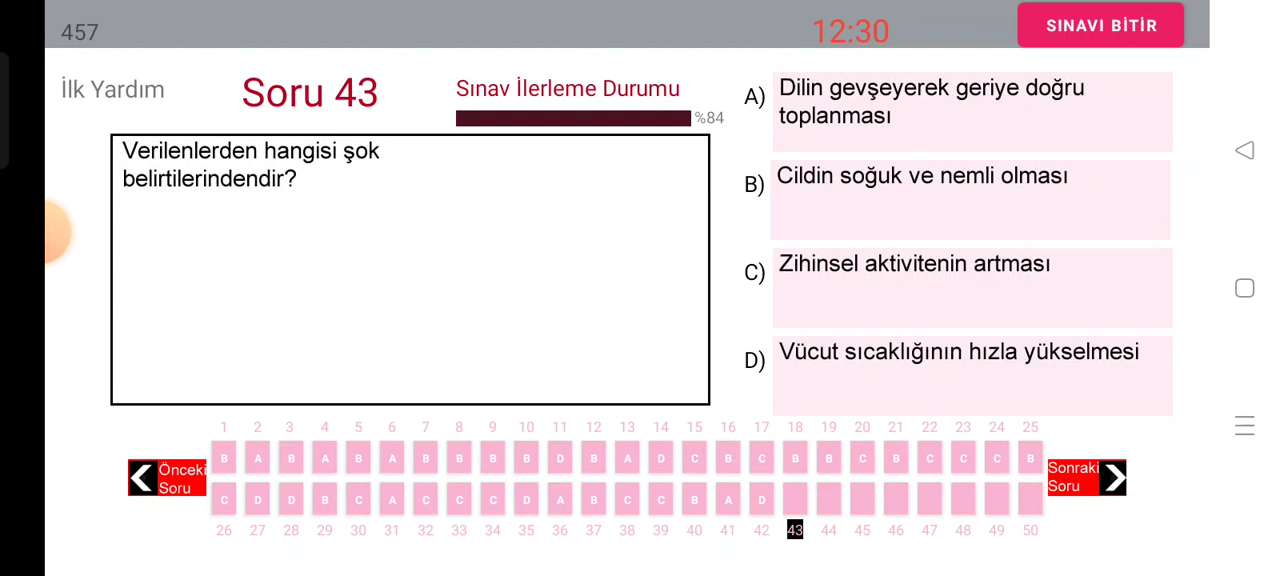 457
12:30
SINAVI BİTİR
İlk Yardım
Soru 43
Sınav İlerleme Durumu
%84
Verilenlerden hangisi şok
belirtilerindendir?
A) Dilin gevşeyerek geriye doğru
toplanması
B) Cildin soğuk ve nemli olması
C) Zihinsel aktivitenin artması
D) Vücut sıcaklığının hızla yükselmesi
1 2 3 4 5 6 7 8 9 10 11 12 13 14 15 16 17 18 19 20 21 22 23 24 25
B A B A B A B B B B D B A D C B C B B C B C C C B
Önceki
Soru
Sonraki
Soru
C D D B C A C C C D A B C C B A D
26 27 28 29 30 31 32 33 34 35 36 37 38 39 40 41 42 43 44 45 46 47 48 49 50